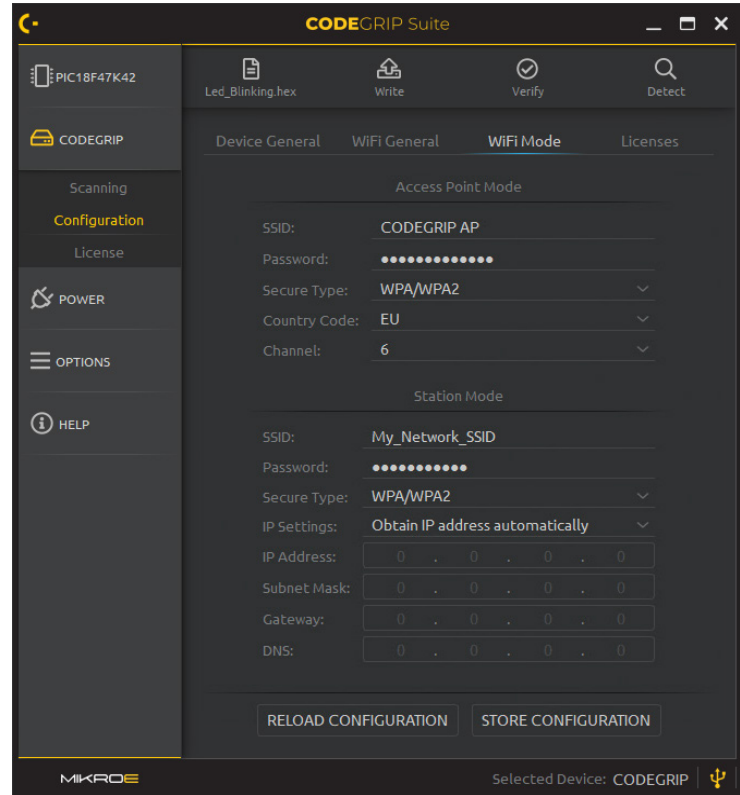 CODEGRIP Suite
PIC18F47K42
Led_Blinking.hex
Write
Verify
Detect
CODEGRIP
Scanning
Configuration
License
POWER
OPTIONS
HELP
Device General WiFi General WiFi Mode Licenses
Access Point Mode
SSID: CODEGRIP AP
Password: •••••••••••••
Secure Type: WPA/WPA2
Country Code: EU
Channel: 6
Station Mode
SSID: My_Network_SSID
Password: •••••••••••
Secure Type: WPA/WPA2
IP Settings: Obtain IP address automatically
IP Address: 0 . 0 . 0 . 0
Subnet Mask: 0 . 0 . 0 . 0
Gateway: 0 . 0 . 0 . 0
DNS: 0 . 0 . 0 . 0
RELOAD CONFIGURATION STORE CONFIGURATION
MIKROE
Selected Device: CODEGRIP